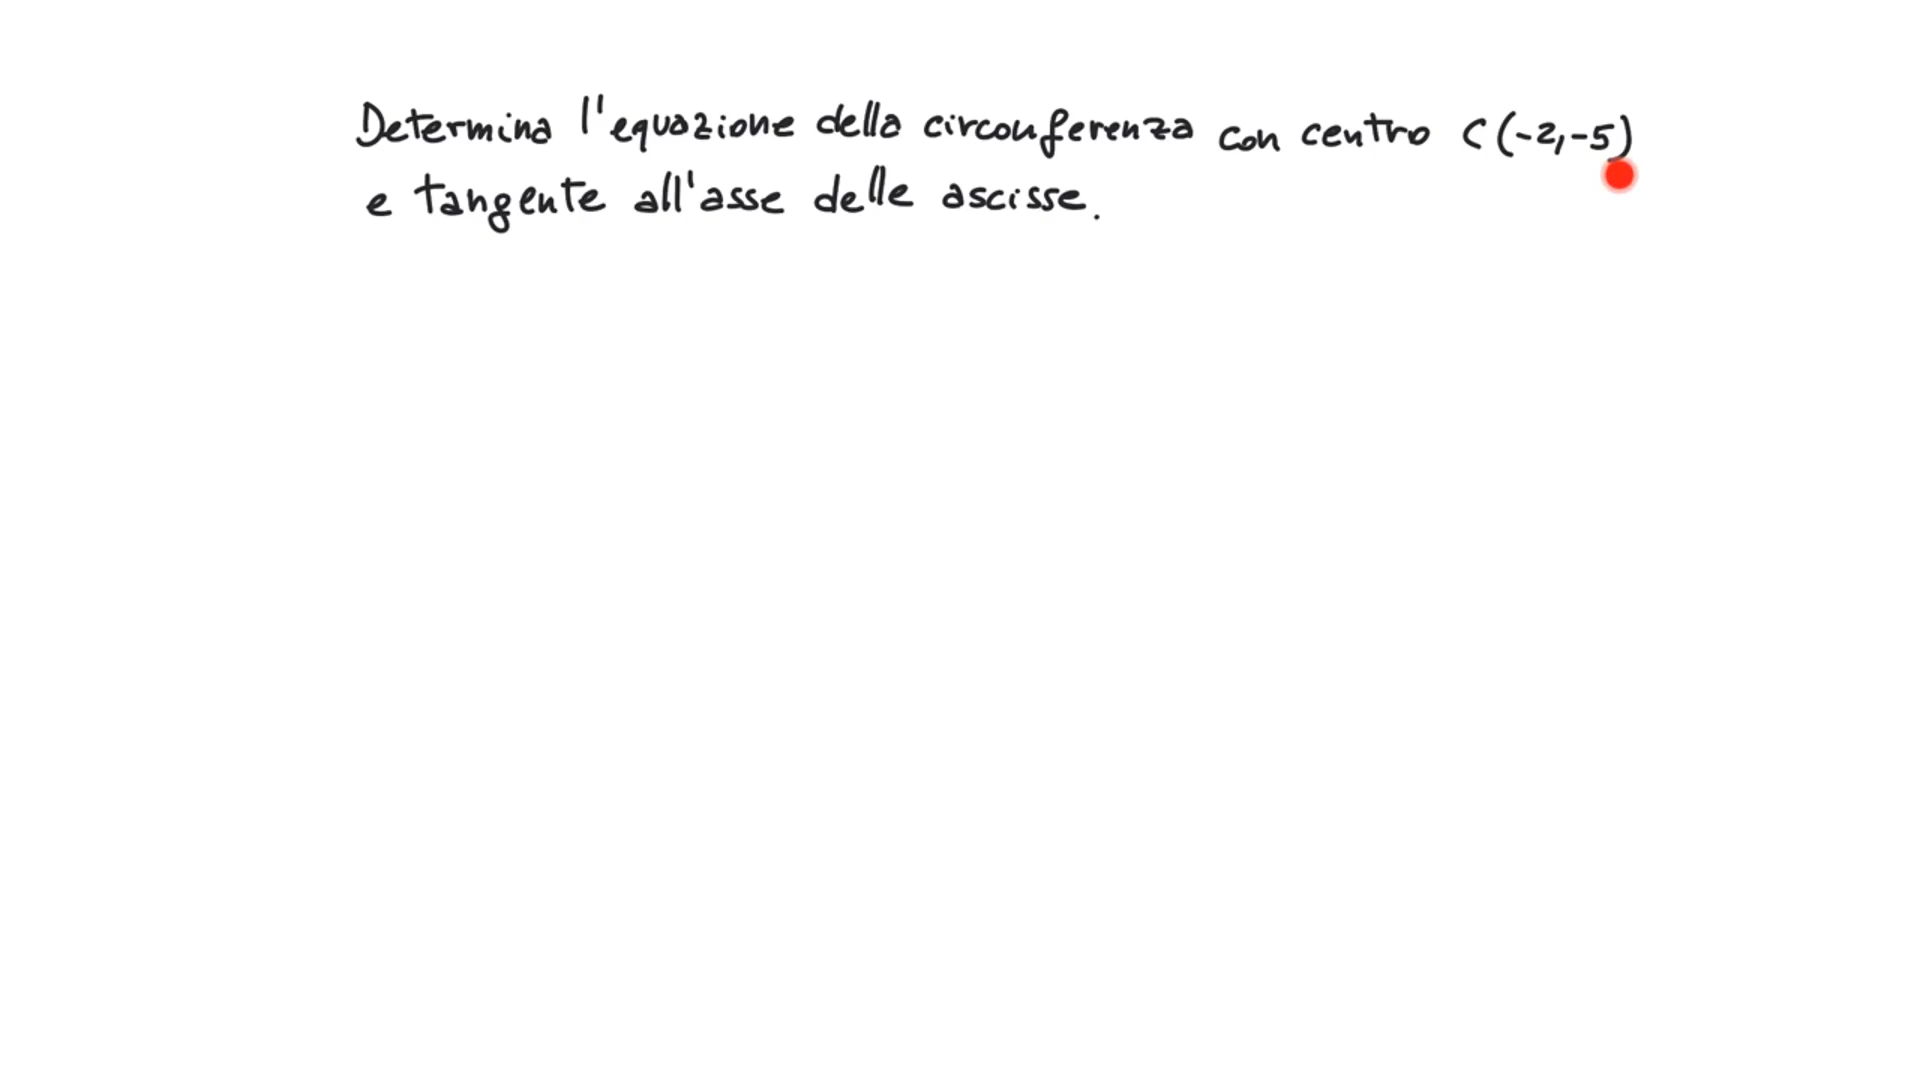 Determina l'equazione della circonferenza con centro C(-2,-5)
e tangente all'asse delle ascisse.